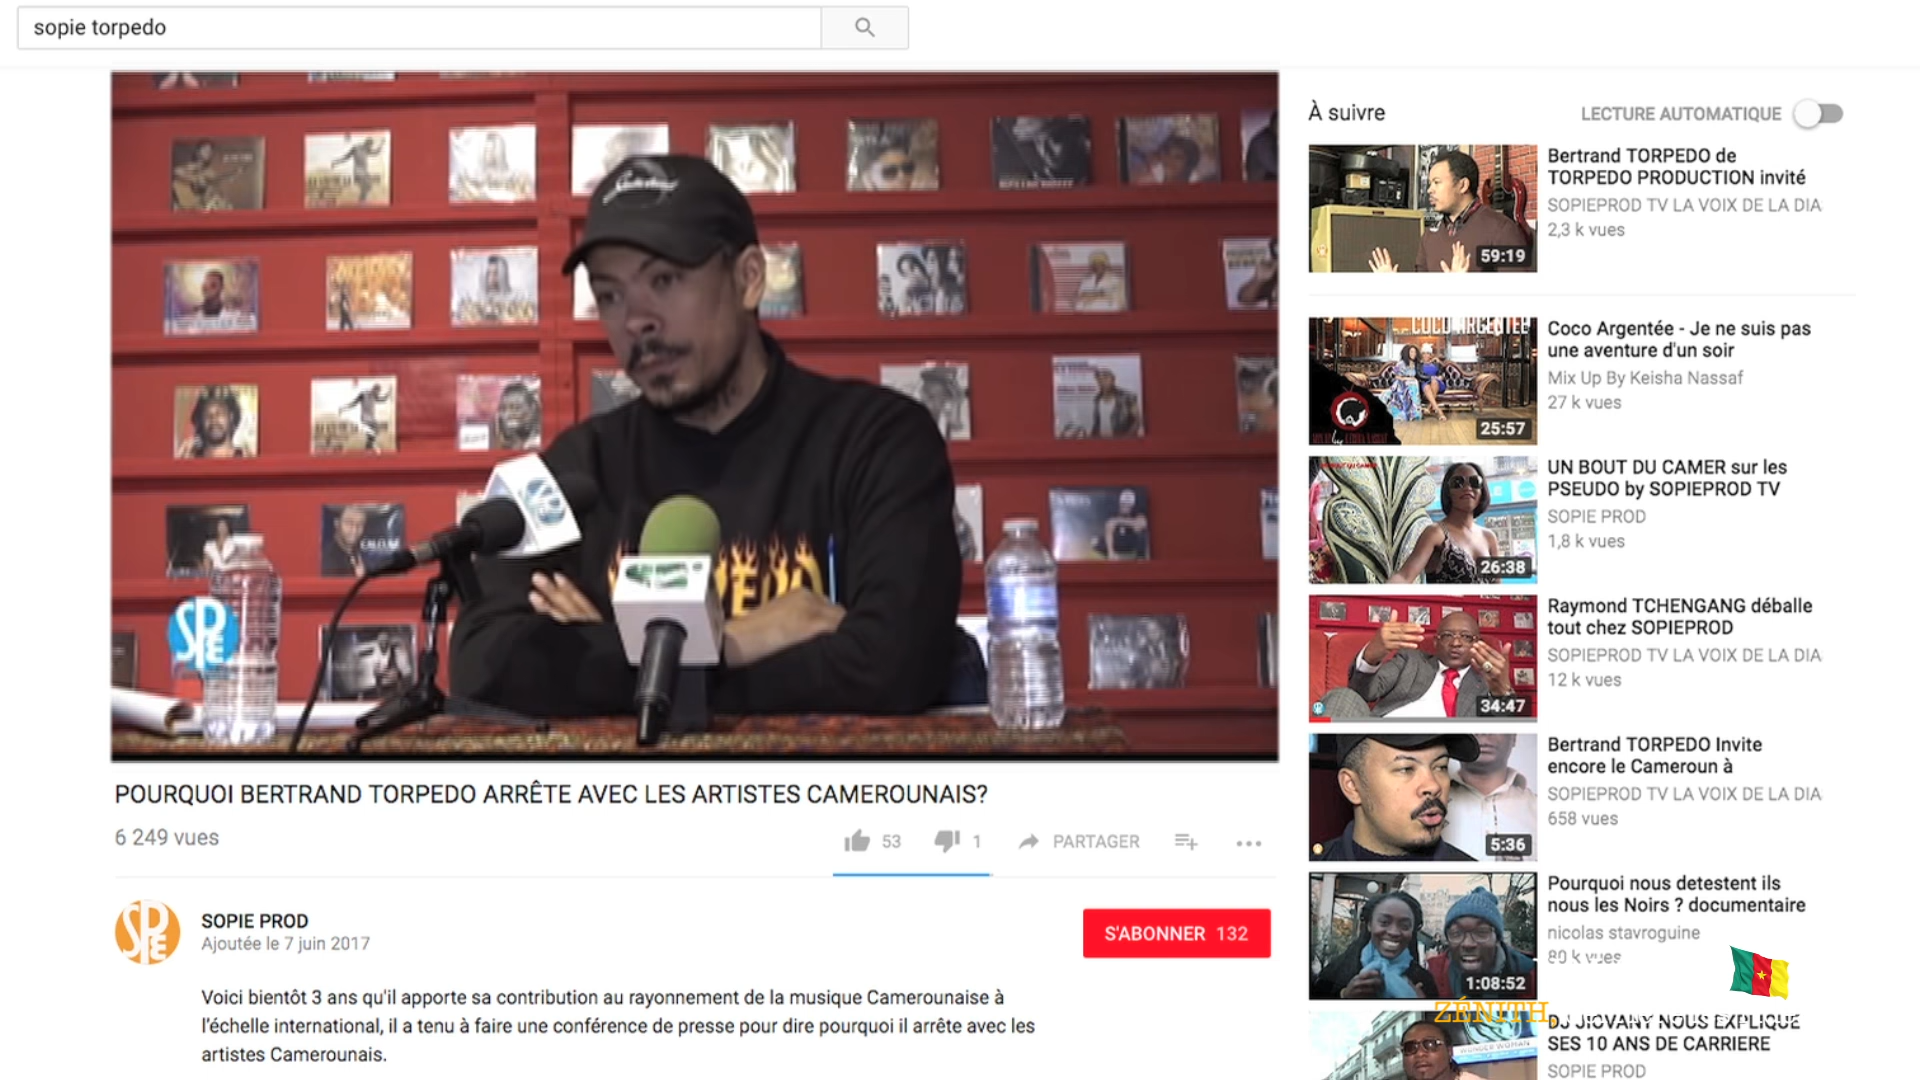 sopie torpedo
POURQUOI BERTRAND TORPEDO ARRÊTE AVEC LES ARTISTES CAMEROUNAIS?
6 249 vues
53
1
PARTAGER
SOPIE PROD
Ajoutée le 7 juin 2017
S'ABONNER 132
Voici bientôt 3 ans qu'il apporte sa contribution au rayonnement de la musique Camerounaise à
l'échelle international, il a tenu à faire une conférence de presse pour dire pourquoi il arrête avec les
artistes Camerounais.
À suivre
LECTURE AUTOMATIQUE
Bertrand TORPEDO de
TORPEDO PRODUCTION invité
SOPIEPROD TV LA VOIX DE LA DIA
2,3 k vues
59:19
Coco Argentée - Je ne suis pas
une aventure d'un soir
Mix Up By Keisha Nassaf
27 k vues
25:57
UN BOUT DU CAMER sur les
PSEUDO by SOPIEPROD TV
SOPIE PROD
1,8 k vues
26:38
Raymond TCHENGANG déballe
tout chez SOPIEPROD
SOPIEPROD TV LA VOIX DE LA DIA
12 k vues
34:47
Bertrand TORPEDO Invite
encore le Cameroun à
SOPIEPROD TV LA VOIX DE LA DIA
658 vues
5:36
Pourquoi nous detestent ils
nous les Noirs ? documentaire
nicolas stavroguine
80 k vues
1:08:52
ZÉNITH
DJ JIOVANY NOUS EXPLIQUE
SES 10 ANS DE CARRIERE
SOPIE PROD